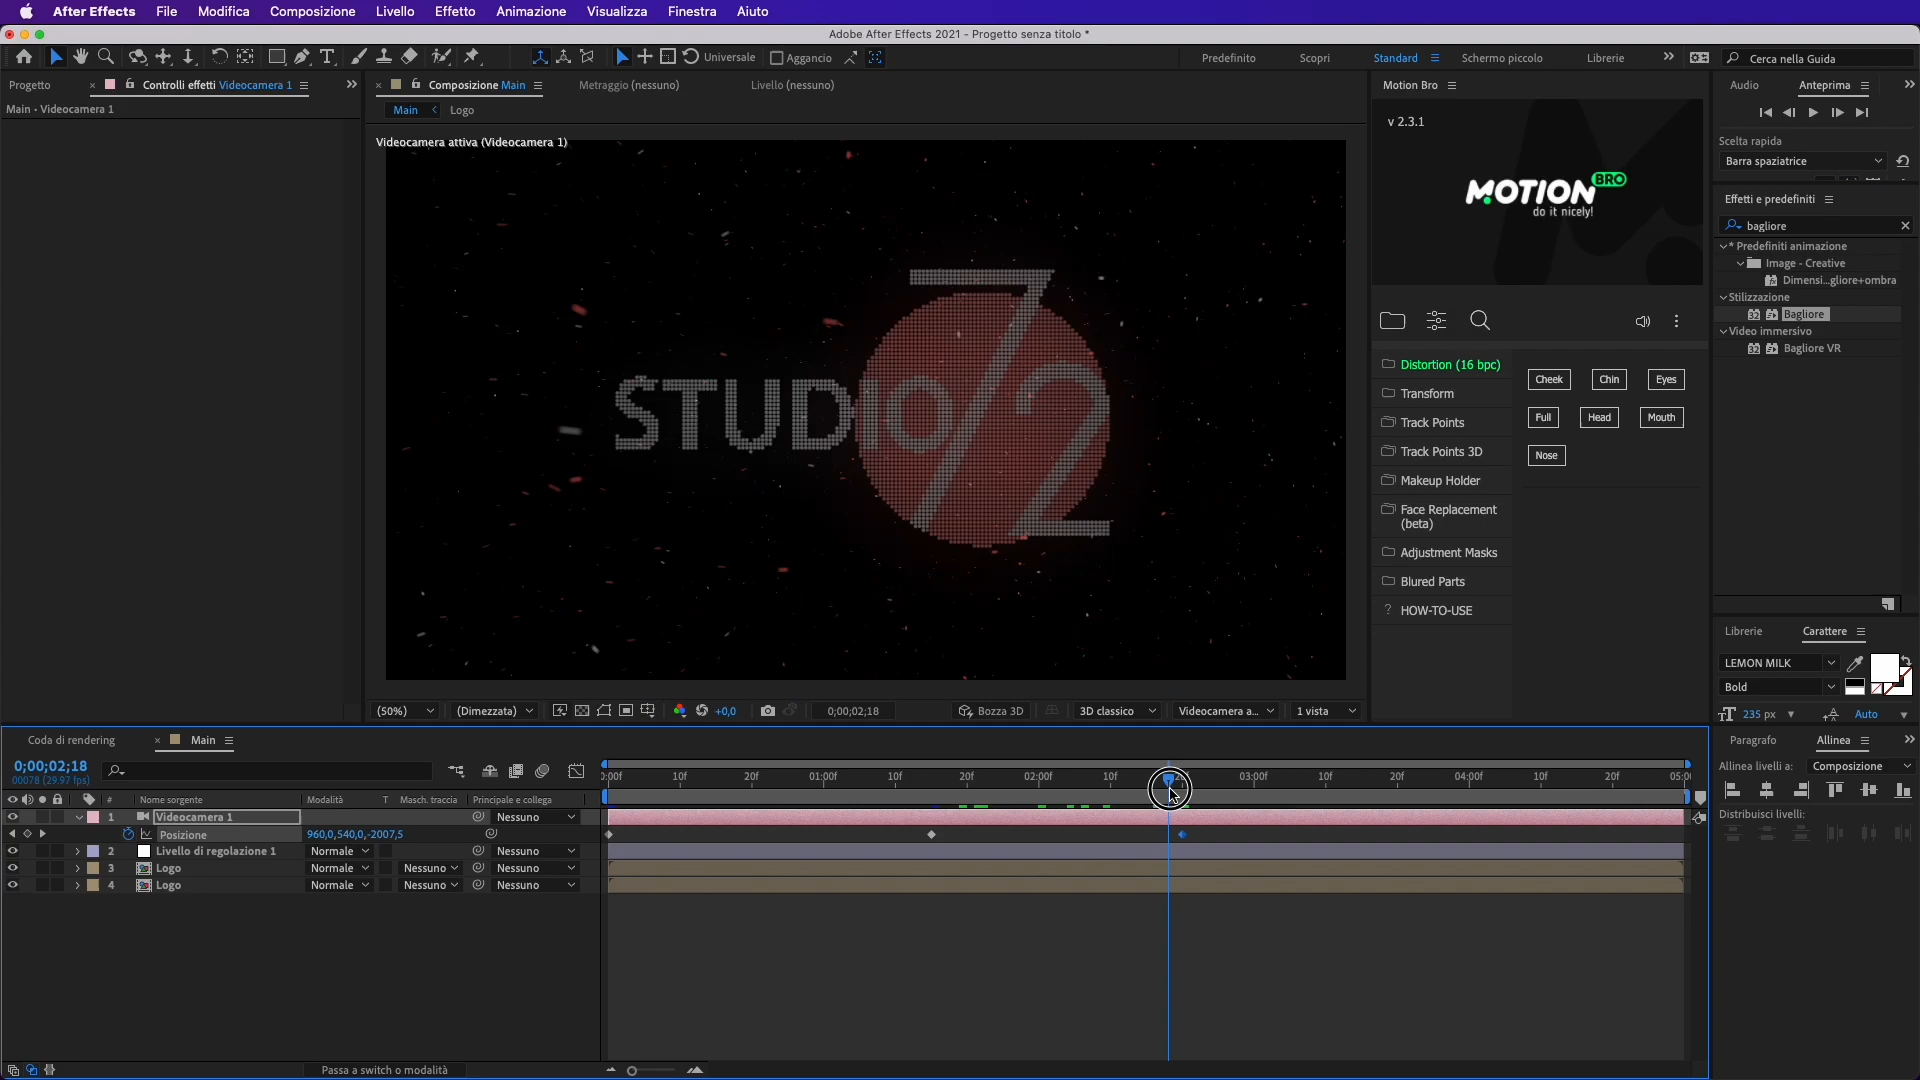 After Effects File Modifica Composizione Livello Effetto Animazione Visualizza Finestra Aiuto
Adobe After Effects 2021 - Progetto senza titolo *
Universale Aggancio Predefinito Scopri Standard Schermo piccolo Librerie Cerca nella Guida
Progetto Controlli effetti Videocamera 1
Composizione Main Metraggio (nessuno) Livello (nessuno)
Motion Bro
Audio Anteprima
Main • Videocamera 1
Main Logo
v 2.3.1
MOTION BRO
do it nicely!
Scelta rapida
Barra spaziatrice
Effetti e predefiniti
bagliore
* Predefiniti animazione
Image - Creative
Dimensi...gliore+ombra
Stilizzazione
32 Bagliore
Video immersivo
32 Bagliore VR
Videocamera attiva (Videocamera 1)
STUDIO 7/2
Distortion (16 bpc)
Transform
Track Points
Track Points 3D
Makeup Holder
Face Replacement
(beta)
Adjustment Masks
Blured Parts
? HOW-TO-USE
Cheek Chin Eyes
Full Head Mouth
Nose
Librerie Carattere
LEMON MILK
Bold
235 px Auto
(50%) (Dimezzata) +0,0 0;00;02;18 Bozza 3D 3D classico Videocamera a... 1 vista
Coda di rendering Main
Paragrafo Allinea
Allinea livelli a: Composizione
Distribuisci livelli:
0;00;02;18
00078 (29.97 fps)
):00f 10f 20f 01:00f 10f 20f 02:00f 10f 03:00f 10f 20f 04:00f 10f 20f 05:0
# Nome sorgente Modalità T Masch. traccia Principale e collega
1 Videocamera 1 Nessuno
Posizione 960,0,540,0,-2007,5
2 Livello di regolazione 1 Normale Nessuno
3 Logo Normale Nessuno Nessuno
4 Logo Normale Nessuno Nessuno
Passa a switch o modalità